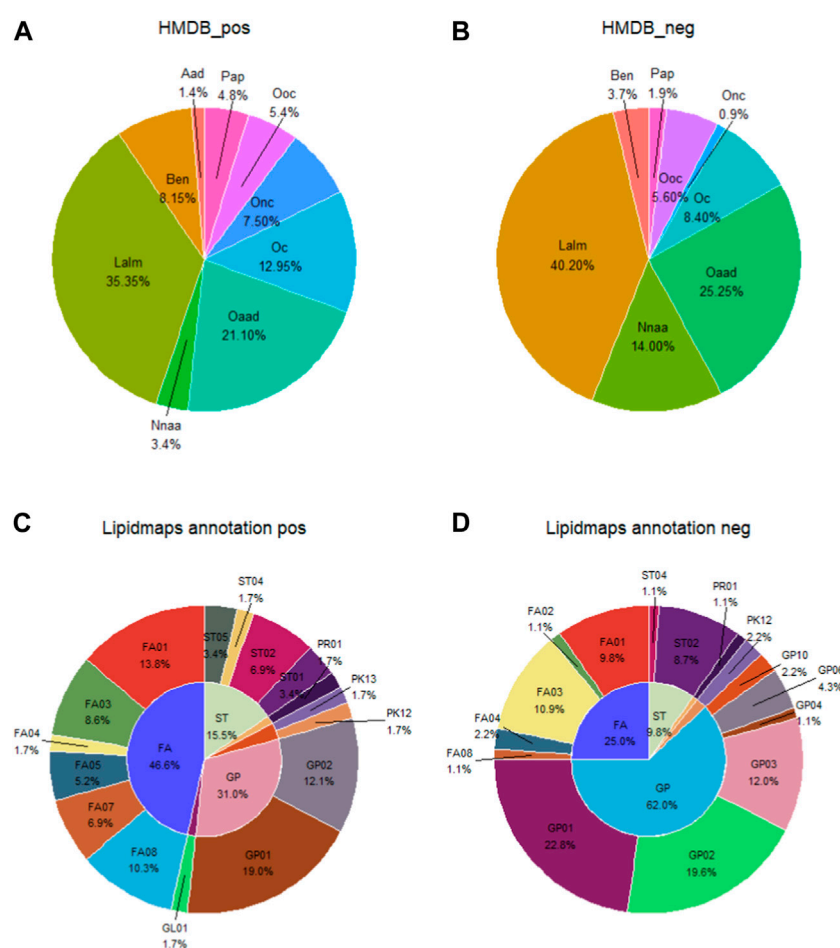 A
HMDB_pos
Aad
1.4%
Pap
4.8%
Ooc
5.4%
Ben
8.15%
Onc
7.50%
Oc
12.95%
Lalm
35.35%
Oaad
21.10%
Nnaa
3.4%
B
HMDB_neg
Ben
3.7%
Pap
1.9%
Onc
0.9%
Ooc
5.60%
Oc
8.40%
Lalm
40.20%
Oaad
25.25%
Nnaa
14.00%
C
Lipidmaps annotation pos
ST04
1.7%
FA01
13.8%
ST05
3.4%
ST02
6.9%
PR01
1.7%
ST01
3.4%
PK13
1.7%
PK12
1.7%
FA03
8.6%
FA04
1.7%
FA05
5.2%
FA07
6.9%
FA08
10.3%
GL01
1.7%
GP01
19.0%
GP02
12.1%
FA
46.6%
ST
15.5%
GP
31.0%
D
Lipidmaps annotation neg
ST04
1.1%
PR01
1.1%
PK12
2.2%
FA02
1.1%
FA01
9.8%
ST02
8.7%
GP10
2.2%
4.3%
GP04
1.1%
FA03
10.9%
FA04
2.2%
FA08
1.1%
FA
25.0%
ST
9.8%
GP
62.0%
GP03
12.0%
GP01
22.8%
GP02
19.6%